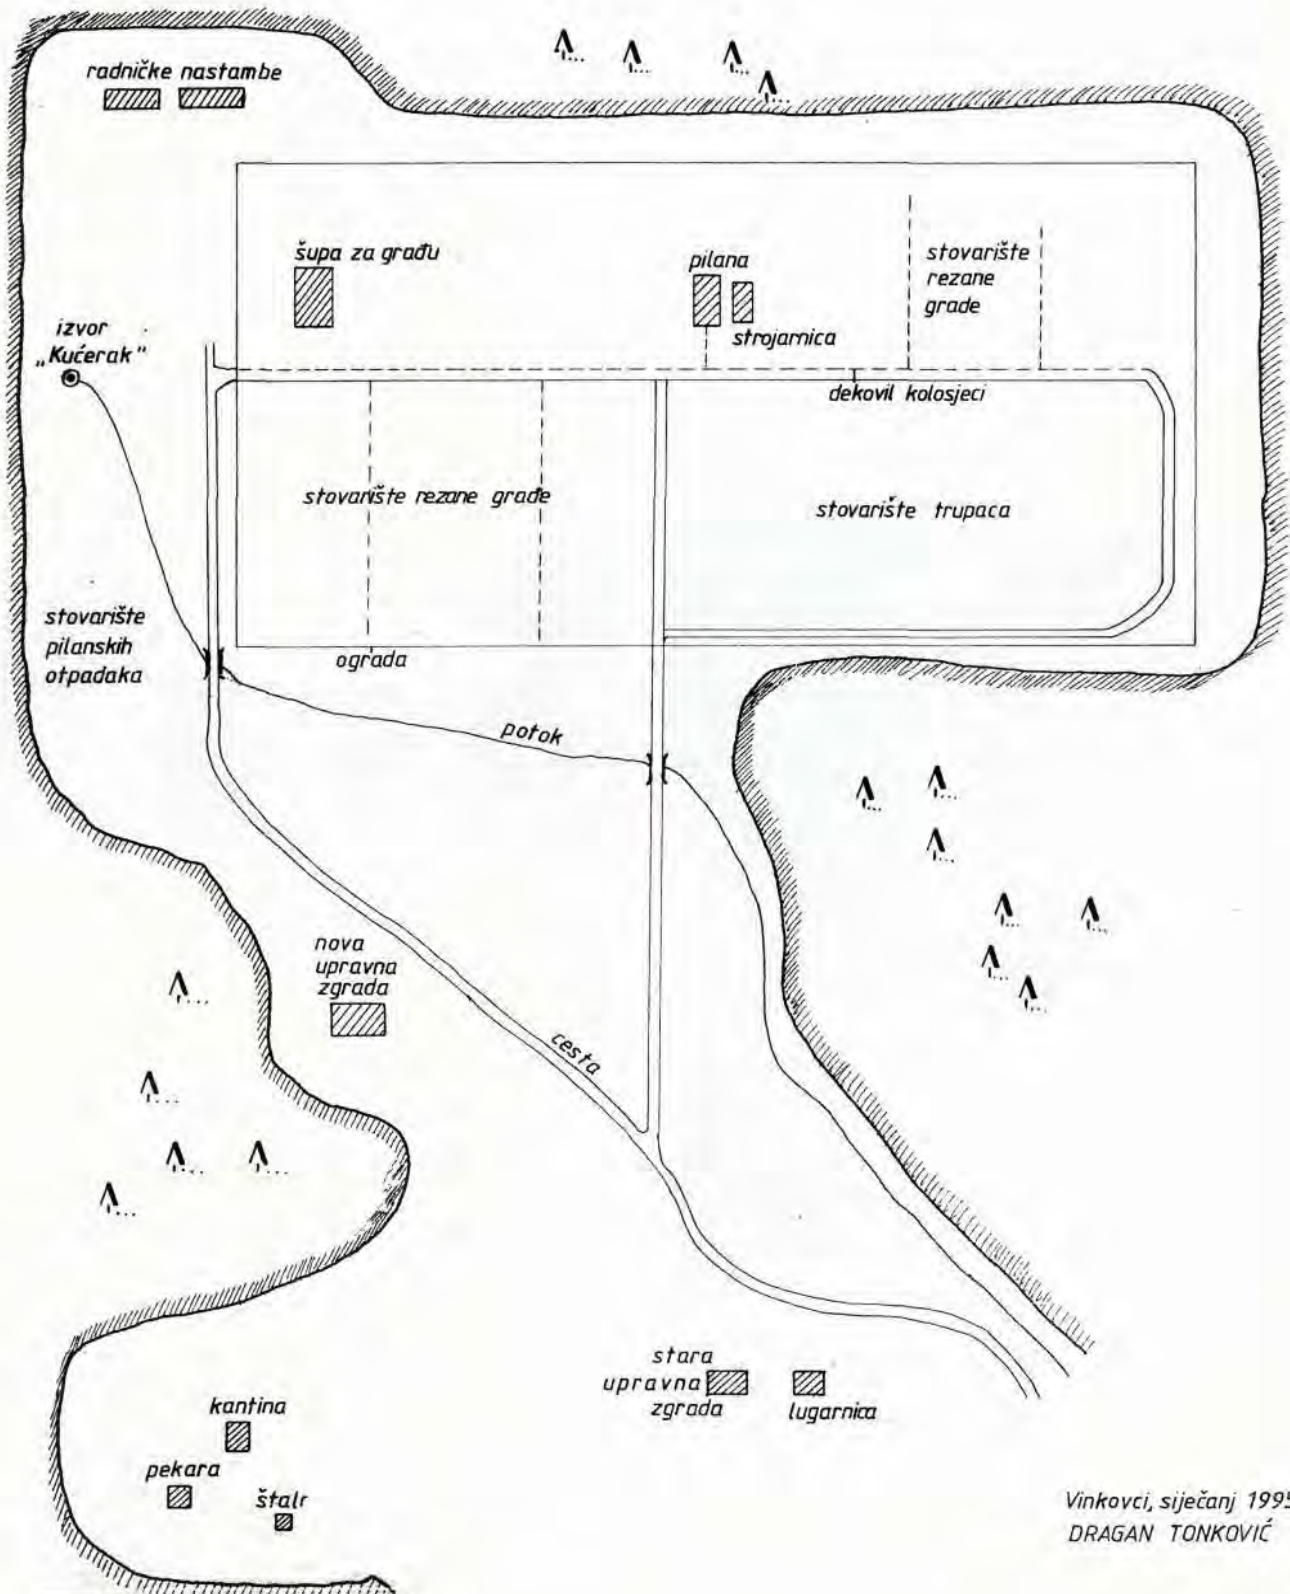 radničke nastambe
šupa za građu
pilana
stovarište
rezane
građe
strojarnica
izvor
„Kućerak"
dekovil kolosjeci
stovarište rezane građe
stovarište trupaca
stovarište
pilanskih
otpadaka
ograda
potok
nova
upravna
zgrada
cesta
stara
upravna
zgrada
lugarnica
kantina
pekara
Vinkovci, siječanj 1995
DRAGAN TONKOVIĆ